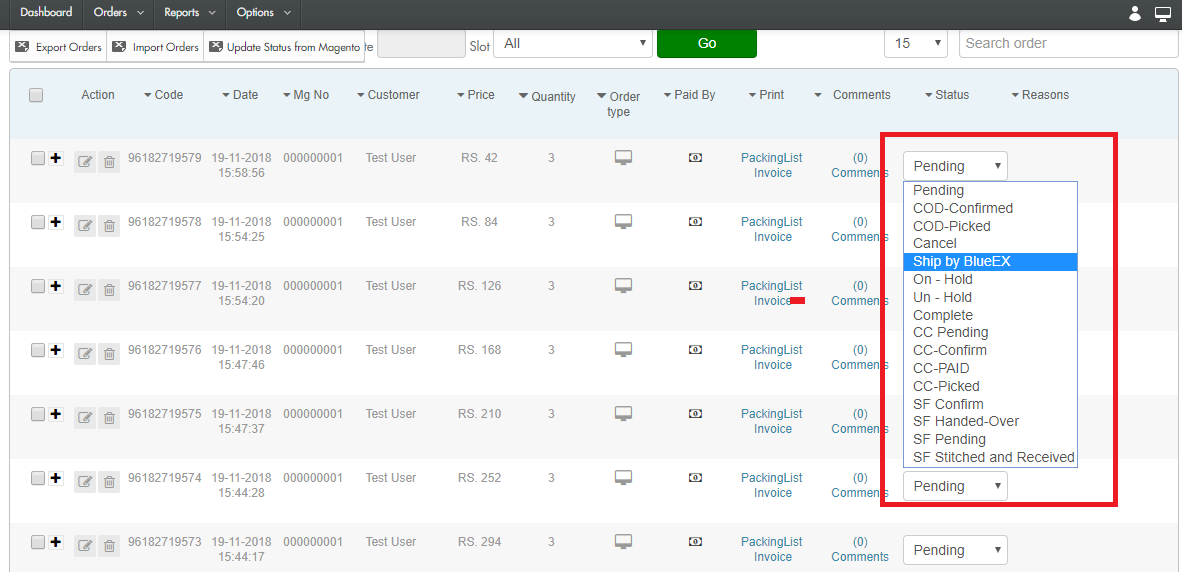 Dashboard Orders Reports Options
Export Orders Import Orders Update Status from Magento te Slot All Go 15 Search order
Action Code Date Mg No Customer Price Quantity Order type Paid By Print Comments Status Reasons
96182719579 19-11-2018 000000001 Test User RS. 42 3 PackingList (0) Pending
15:58:56 Invoice Comments
Pending
COD-Confirmed
96182719578 19-11-2018 000000001 Test User RS. 84 3 PackingList (0) COD-Picked
15:54:25 Invoice Comments Cancel
Ship by BlueEX
96182719577 19-11-2018 000000001 Test User RS. 126 3 PackingList (0) On - Hold
15:54:20 Invoice Comments Un - Hold
Complete
CC Pending
96182719576 19-11-2018 000000001 Test User RS. 168 3 PackingList (0) CC-Confirm
15:47:46 Invoice Comments CC-PAID
CC-Picked
SF Confirm
96182719575 19-11-2018 000000001 Test User RS. 210 3 PackingList (0) SF Handed-Over
15:47:37 Invoice Comments SF Pending
SF Stitched and Received
96182719574 19-11-2018 000000001 Test User RS. 252 3 PackingList (0) Pending
15:44:28 Invoice Comments
96182719573 19-11-2018 000000001 Test User RS. 294 3 PackingList (0) Pending
15:44:17 Invoice Comments